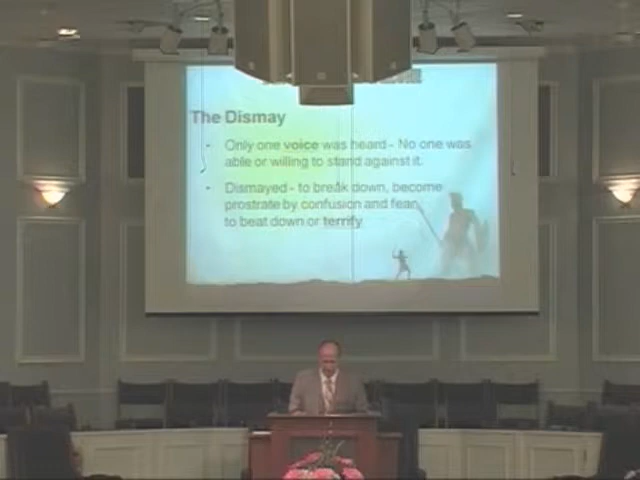 The Dismay
• Only one voice was heard - No one was
able or willing to stand against it.
• Dismayed - to break down, become
prostrate by confusion and fear,
to beat down or terrify